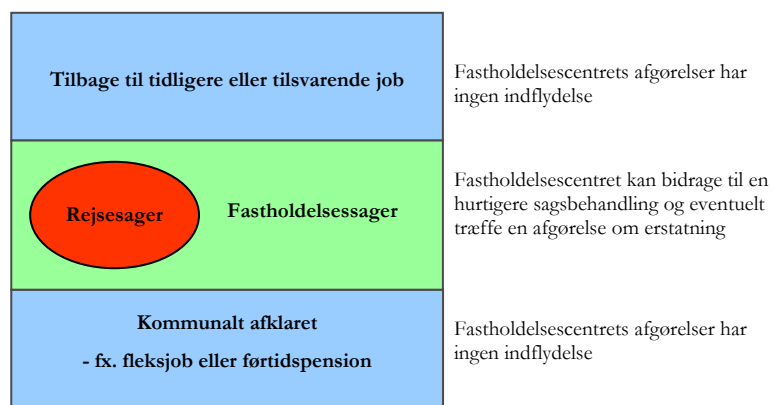 Tilbage til tidligere eller tilsvarende job
Fastholdelsescentrets afgørelser har
ingen indflydelse
Rejsesager
Fastholdelsessager
Fastholdelsescentret kan bidrage til en
hurtigere sagsbehandling og eventuelt
træffe en afgørelse om erstatning
Kommunalt afklaret
- fx. fleksjob eller førtidspension
Fastholdelsescentrets afgørelser har
ingen indflydelse